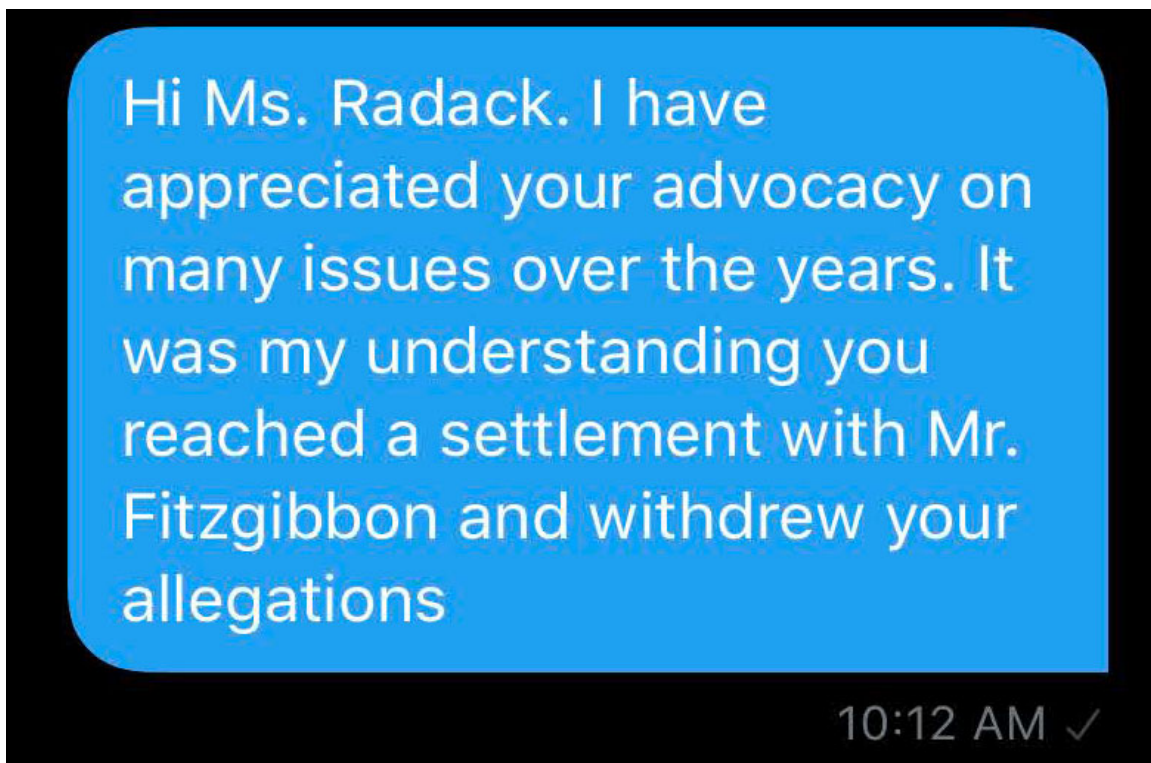 Hi Ms. Radack. I have
appreciated your advocacy on
many issues over the years. It
was my understanding you
reached a settlement with Mr.
Fitzgibbon and withdrew your
allegations
10:12 AM ✓